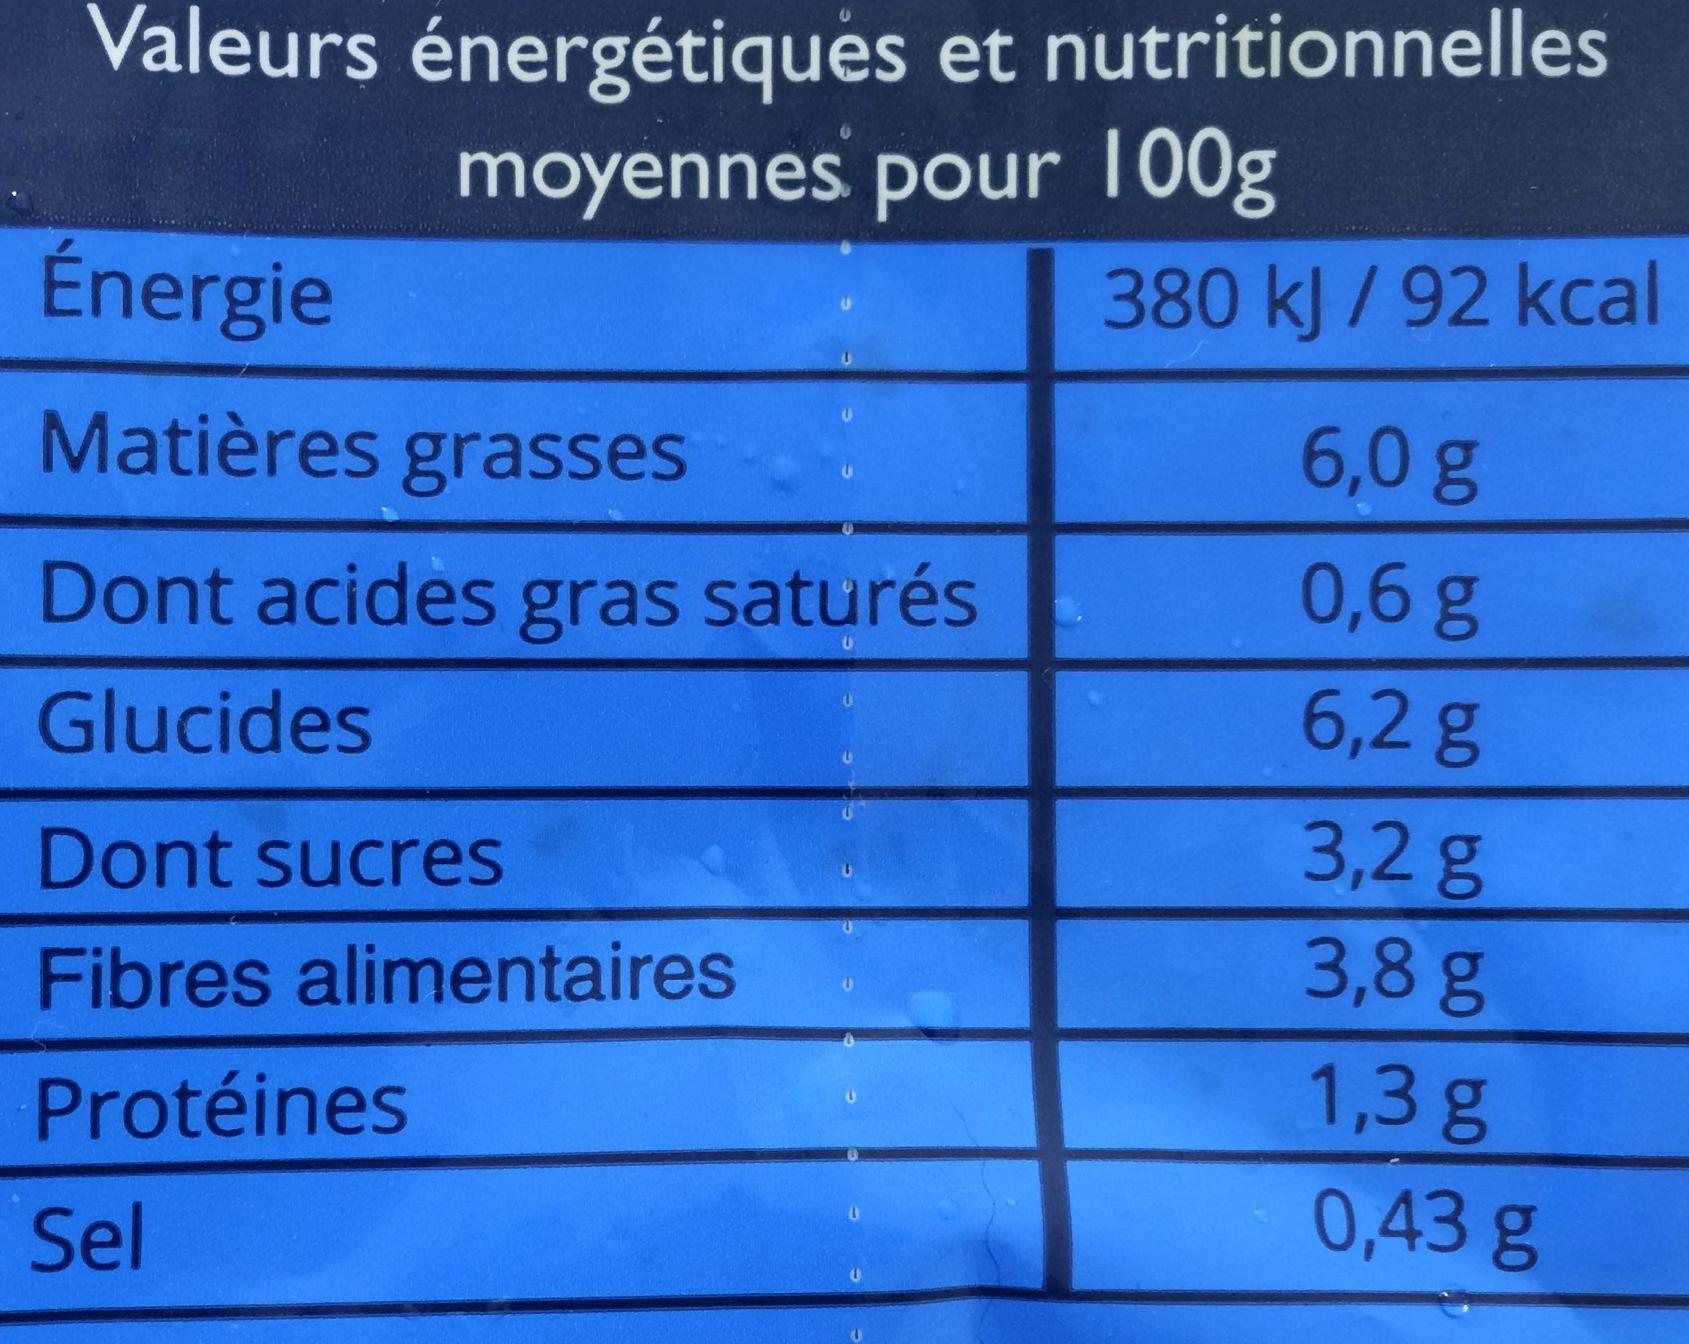 Valeurs énergétiques et nutritionnelles
moyennes pour 100g
Énergie 380 kJ / 92 kcal
Matières grasses 6,0 g
Dont acides gras saturés 0,6 g
Glucides 6,2 g
Dont sucres 3,2 g
Fibres alimentaires 3,8 g
Protéines 1,3 g
Sel 0,43 g